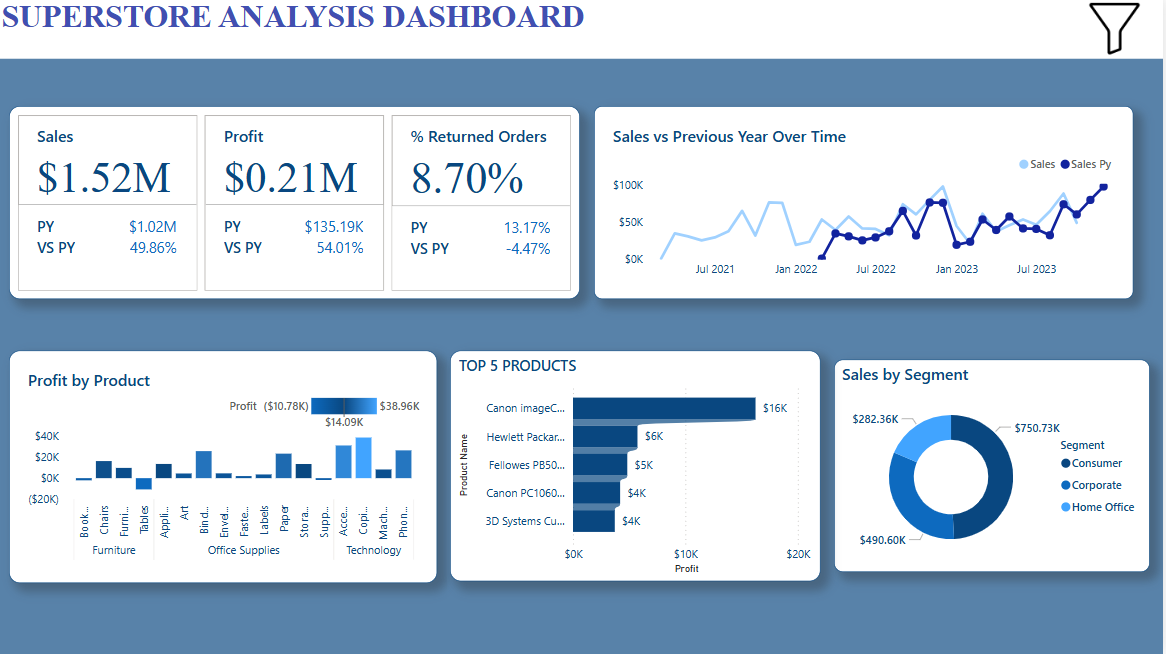 SUPERSTORE ANALYSIS DASHBOARD
Sales
$1.52M
PY $1.02M
VS PY 49.86%
Profit
$0.21M
PY $135.19K
VS PY 54.01%
% Returned Orders
8.70%
PY 13.17%
VS PY -4.47%
Sales vs Previous Year Over Time
Sales Sales Py
$100K
$50K
$0K
Jul 2021 Jan 2022 Jul 2022 Jan 2023 Jul 2023
Profit by Product
Profit ($10.78K) $38.96K
$14.09K
$40K
$20K
$0K
($20K)
Book... Chairs Furni... Tables Appli... Art Bind... Envel... Faste... Labels Paper Stora... Supp... Acce... Copi... Mach... Phon...
Furniture Office Supplies Technology
TOP 5 PRODUCTS
Product Name
Canon imageC... $16K
Hewlett Packar... $6K
Fellowes PB50... $5K
Canon PC1060... $4K
3D Systems Cu... $4K
$0K $10K $20K
Profit
Sales by Segment
$282.36K
$750.73K
$490.60K
Segment
Consumer
Corporate
Home Office